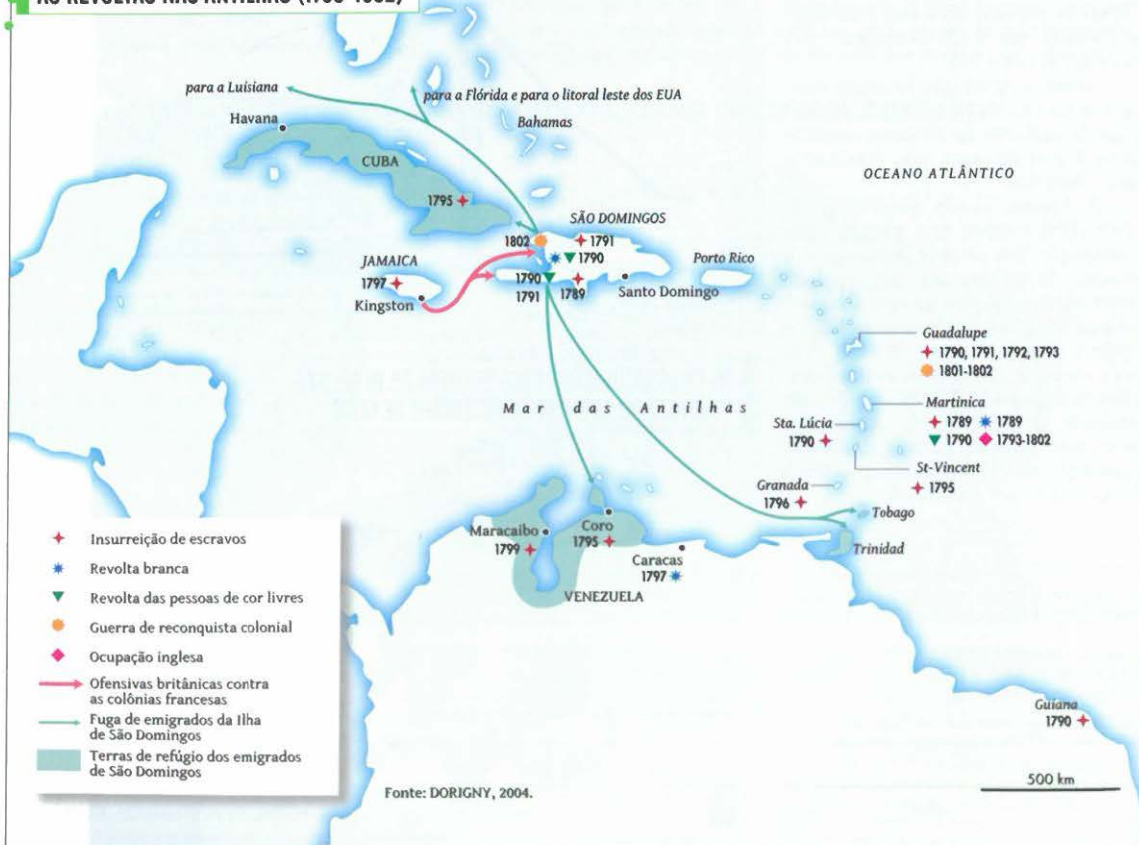 AS REVOLTAS NAS ANTILHAS (1789-1802)
para a Luisiana
para a Flórida e para o litoral leste dos EUA
Havana
Bahamas
CUBA
OCEANO ATLÂNTICO
1795
SÃO DOMINGOS
1802
1791
1790
JAMAICA
1797
Kingston
1790
1791
1789
Santo Domingo
Porto Rico
Guadalupe
1790, 1791, 1792, 1793
1801-1802
Mar das Antilhas
Martinica
1789 1789
1790 1793-1802
Sta. Lúcia
1790
St-Vincent
1795
Granada
1796
Tobago
Trinidad
Maracaibo
1799
Coro
1795
Caracas
1797
VENEZUELA
Guiana
1790
Insurreição de escravos
Revolta branca
Revolta das pessoas de cor livres
Guerra de reconquista colonial
Ocupação inglesa
Ofensivas britânicas contra
as colônias francesas
Fuga de emigrados da Ilha
de São Domingos
Terras de refúgio dos emigrados
de São Domingos
Fonte: DORIGNY, 2004.
500 km